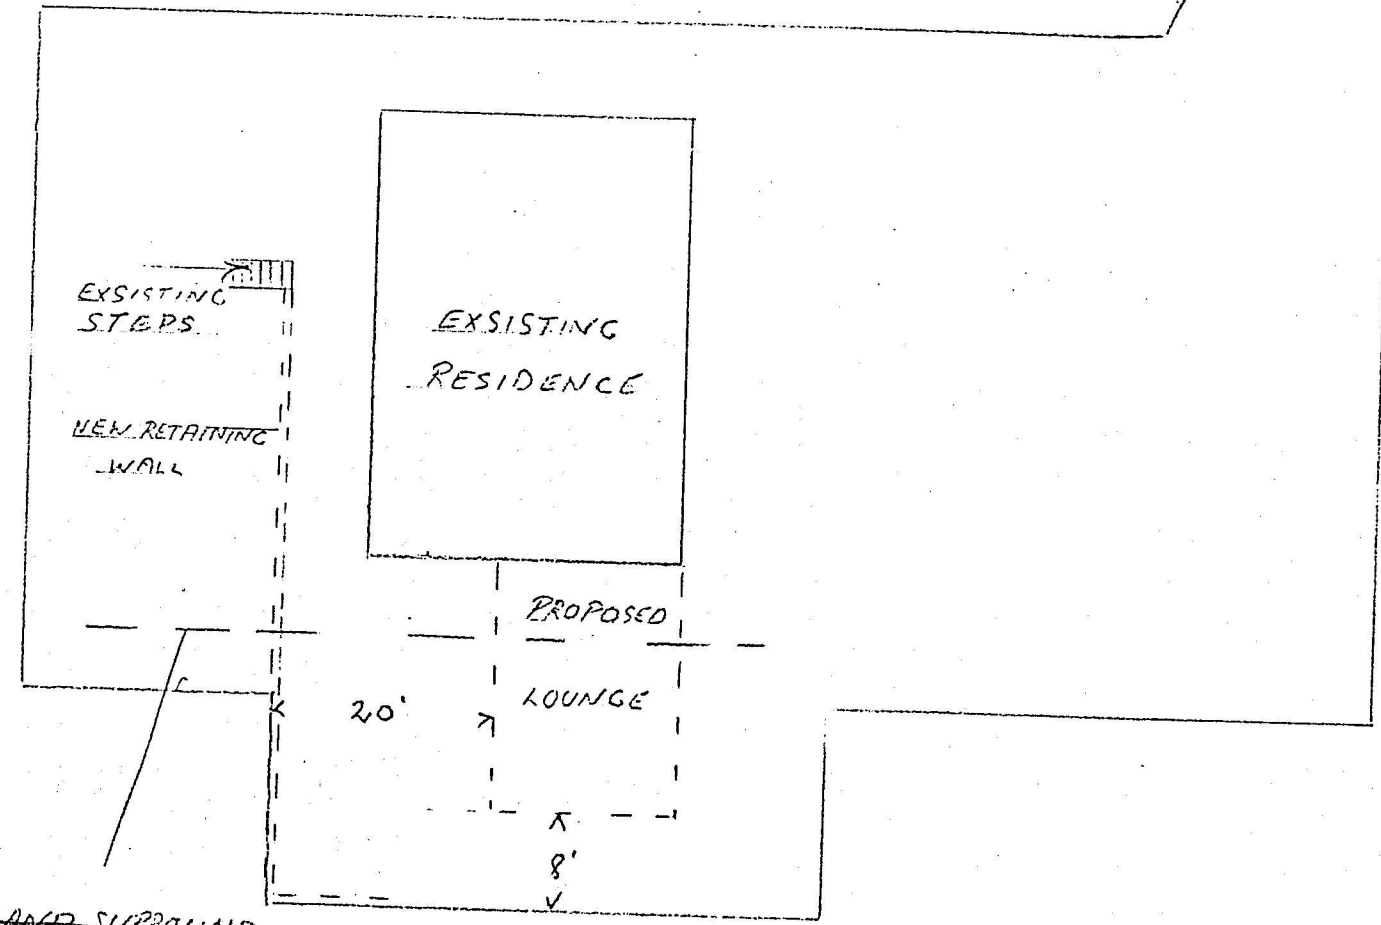 EXSISTING
STEPS
EXSISTING
RESIDENCE
NEW RETAINING
WALL
PROPOSED
LOUNGE
20'
8'